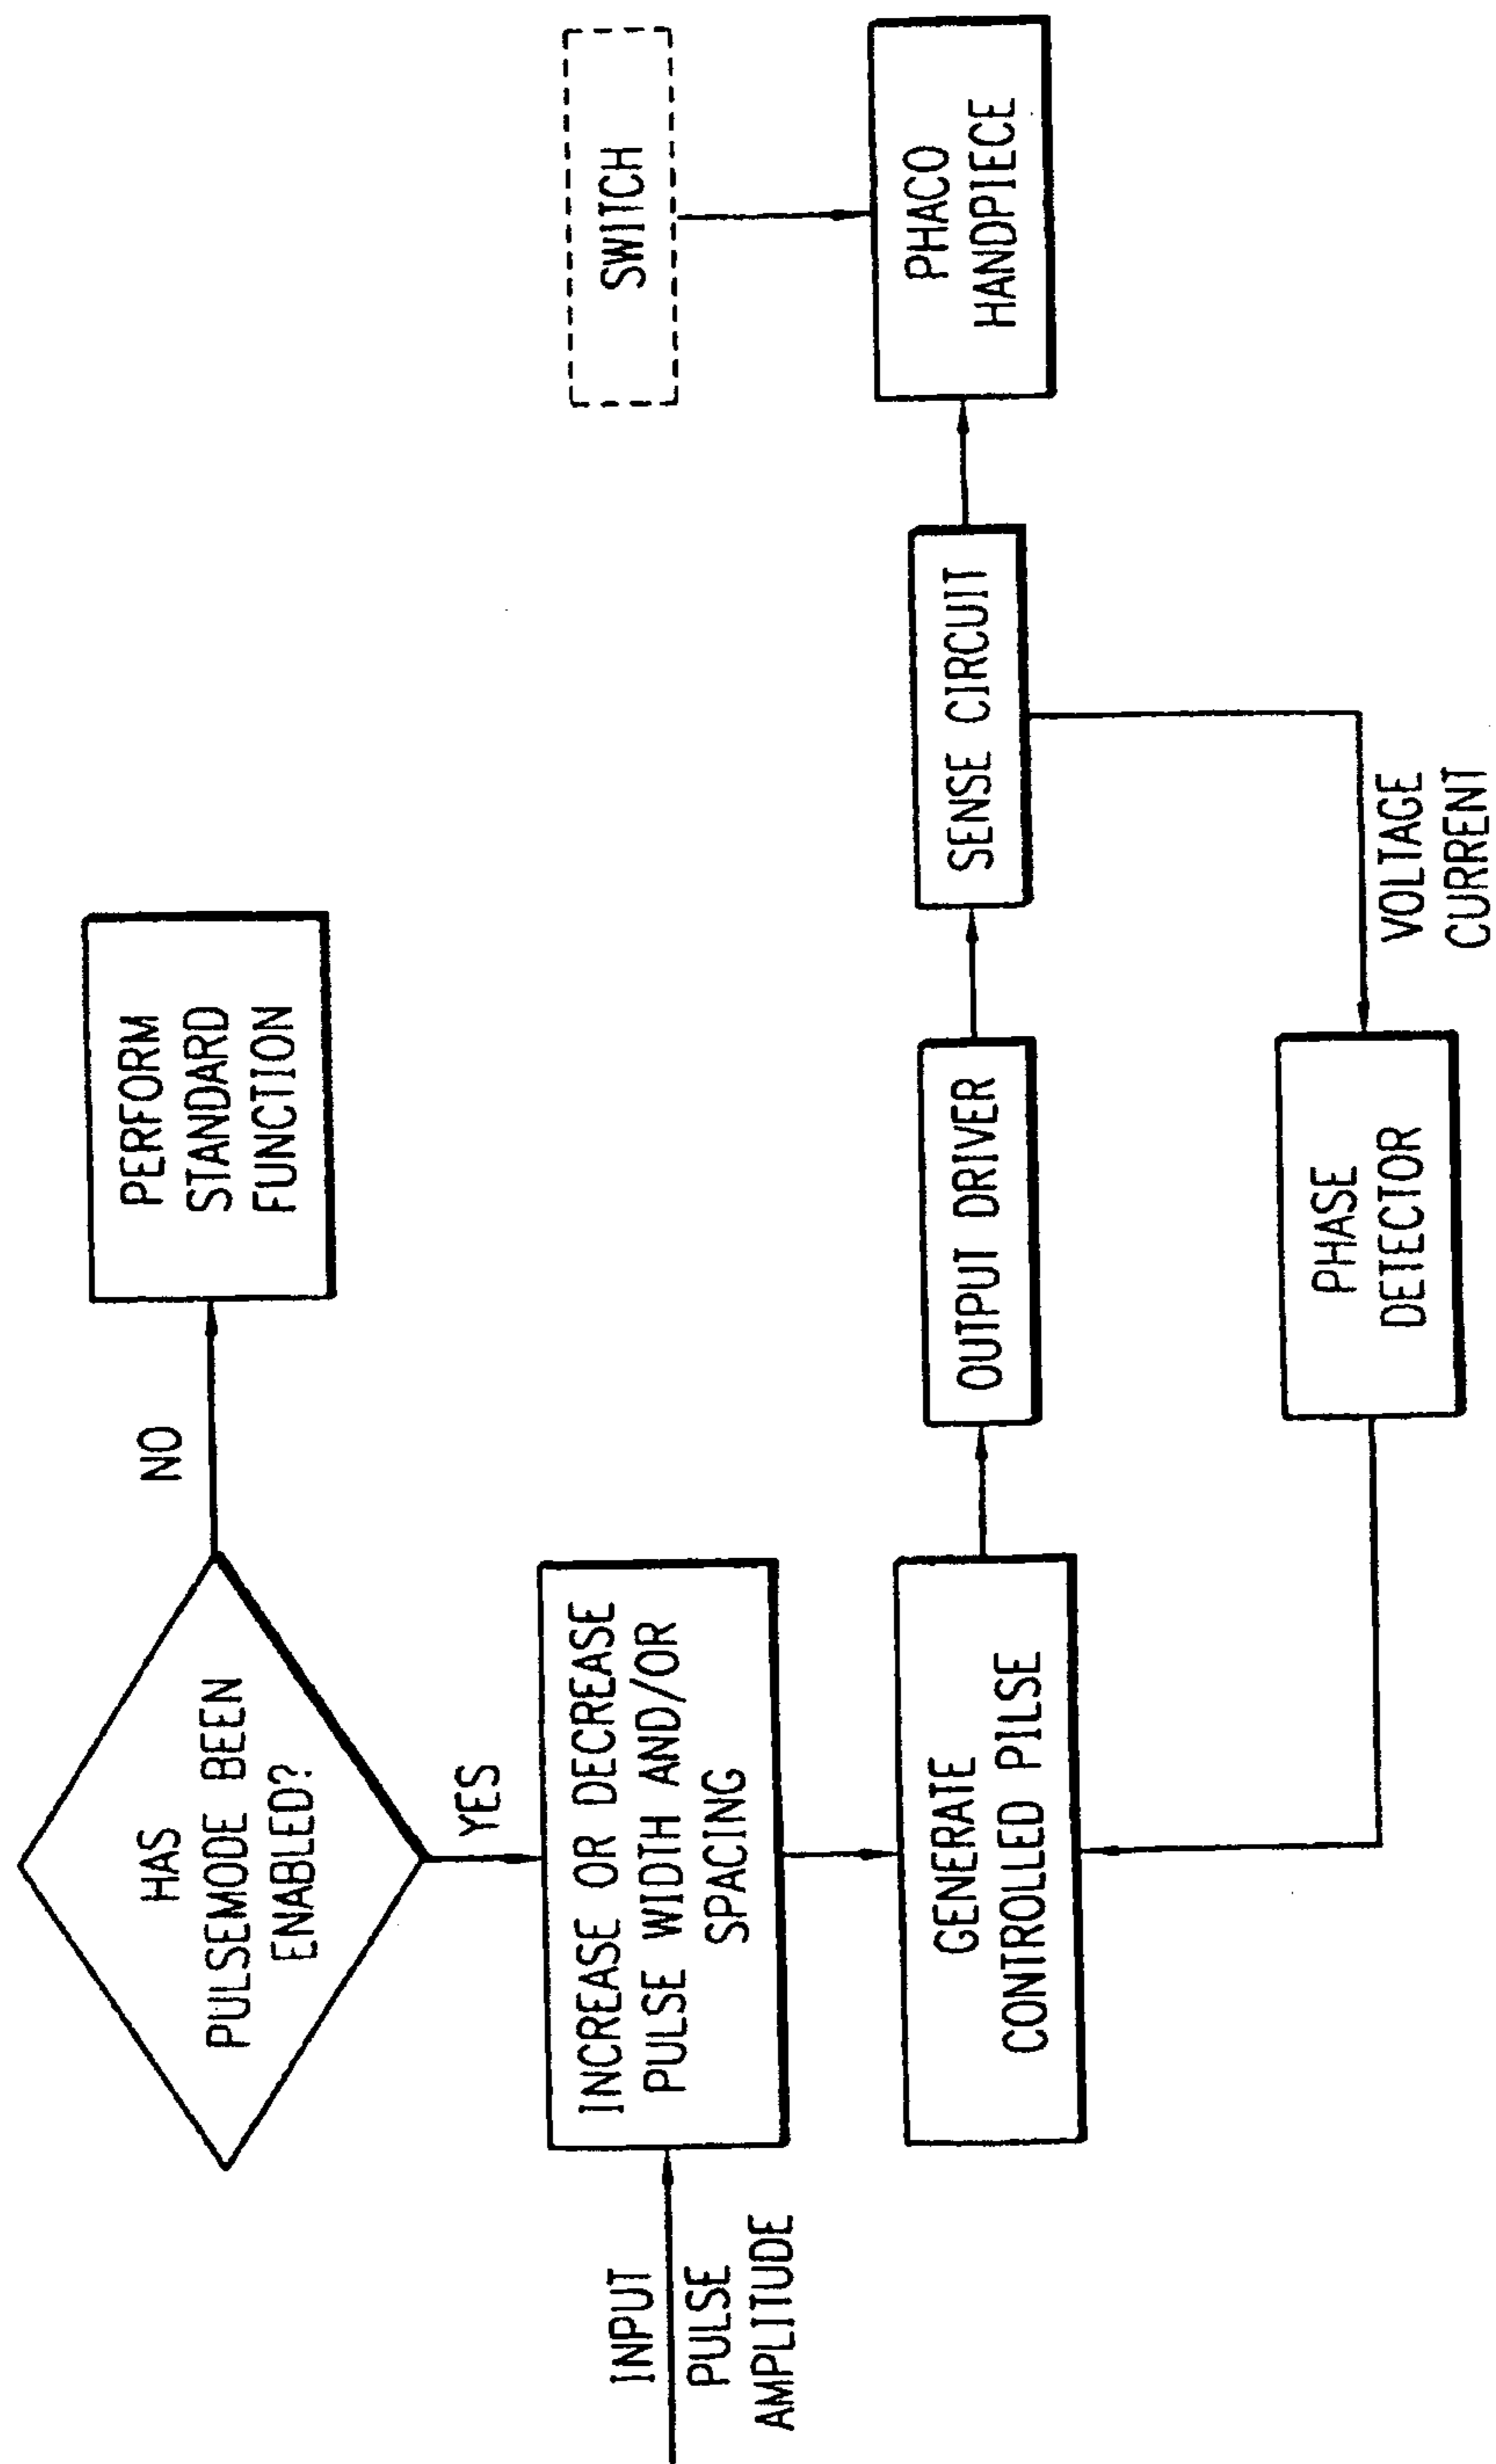 HAS
PULSEMODE BEEN
ENABLED?
NO
PERFORM
STANDARD
FUNCTION
YES
INPUT
PULSE
AMPLITUDE
INCREASE OR DECREASE
PULSE WIDTH AND/OR
SPACING
SWITCH
GENERATE
CONTROLLED PILSE
OUTPUT DRIVER
SENSE CIRCUIT
PHACO
HANDPIECE
PHASE
DETECTOR
VOLTAGE
CURRENT